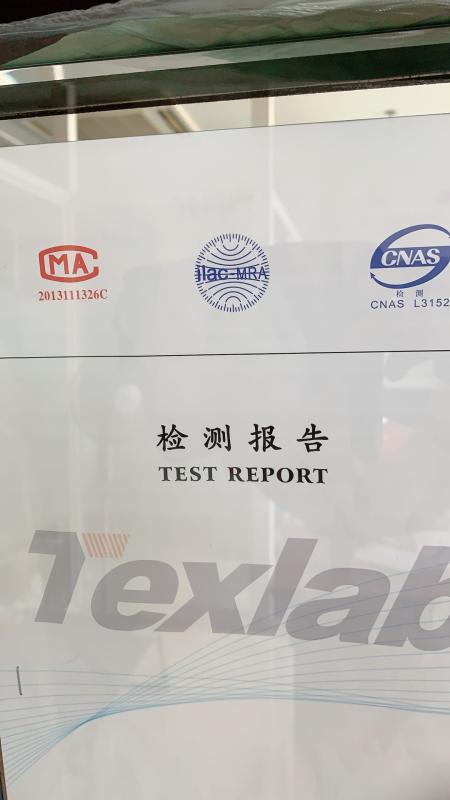 MA
2013111326C
ilac-MRA
CNAS
检 测
CNAS L3152
检测报告
TEST REPORT
Texlab